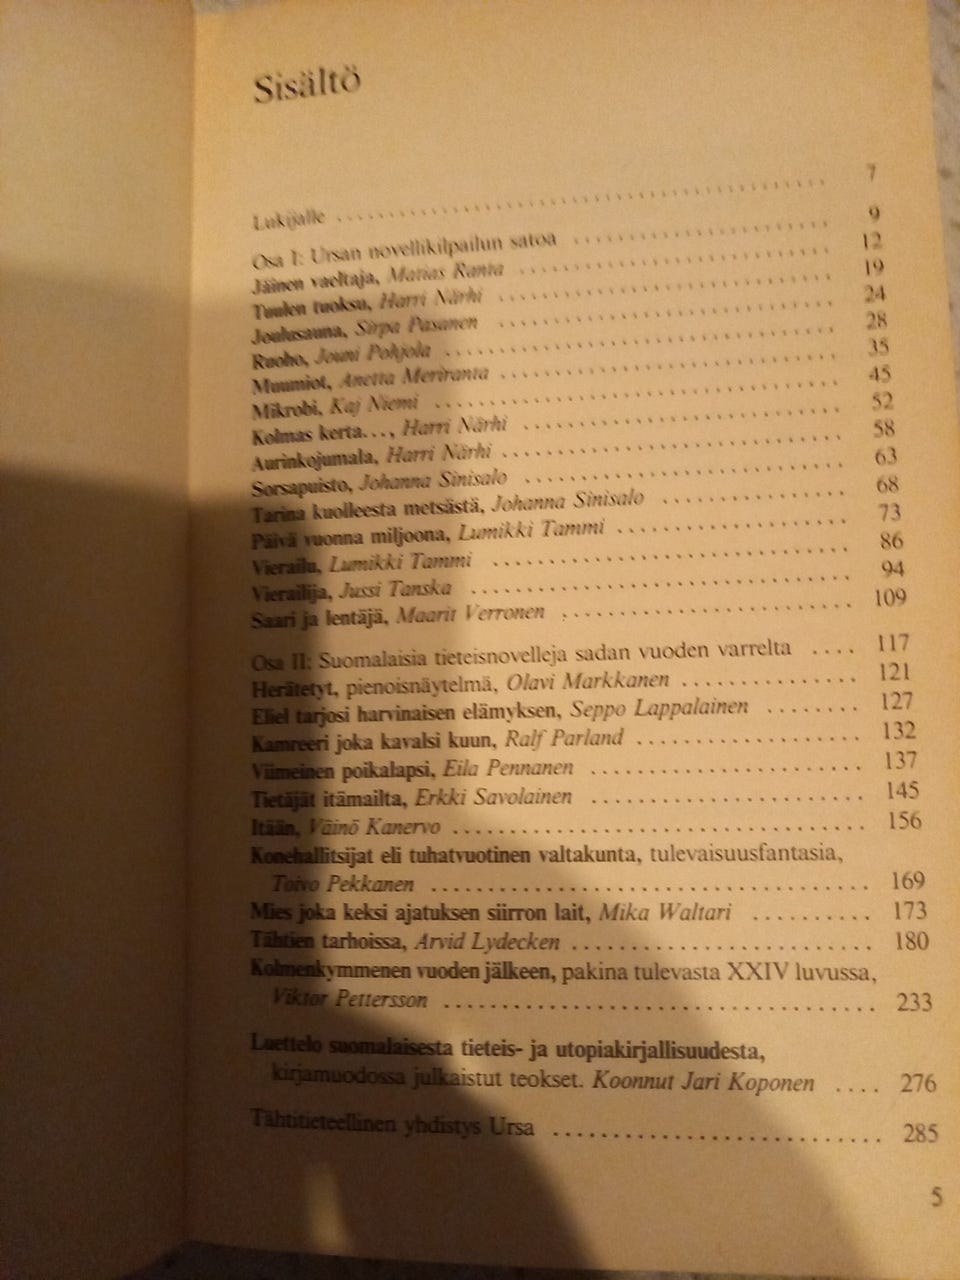 Sisältö
Lukijalle . . . . . . . . . . . . . . . . . . . . . . . . . . . . . . . . . . . . . . . . 7
Osa I: Ursan novellikilpailun satoa . . . . . . . . . . . . . . . . . . . . 9
Jäinen vaeltaja, Matias Ranta . . . . . . . . . . . . . . . . . . . . . . . . 12
Tuulen tuoksu, Harri Närhi . . . . . . . . . . . . . . . . . . . . . . . . . . 19
Joulusauna, Sirpa Pasanen . . . . . . . . . . . . . . . . . . . . . . . . . . 24
Ruoho, Jouni Pohjola . . . . . . . . . . . . . . . . . . . . . . . . . . . . . . 28
Muumiot, Anetta Meriranta . . . . . . . . . . . . . . . . . . . . . . . . . . 35
Mikrobi, Kaj Niemi . . . . . . . . . . . . . . . . . . . . . . . . . . . . . . . 45
Kolmas kerta..., Harri Närhi . . . . . . . . . . . . . . . . . . . . . . . . 52
Aurinkojumala, Harri Närhi . . . . . . . . . . . . . . . . . . . . . . . . . . 58
Sorsapuisto, Johanna Sinisalo . . . . . . . . . . . . . . . . . . . . . . . . 63
Tarina kuolleesta metsästä, Johanna Sinisalo . . . . . . . . . . . . . . 68
Päivä vuonna miljoona, Lumikki Tammi . . . . . . . . . . . . . . . . . . 73
Vierailu, Lumikki Tammi . . . . . . . . . . . . . . . . . . . . . . . . . . . . 86
Vierailija, Jussi Tanska . . . . . . . . . . . . . . . . . . . . . . . . . . . . . 94
Saari ja lentäjä, Maarit Verronen . . . . . . . . . . . . . . . . . . . . . . 109
Osa II: Suomalaisia tieteisnovelleja sadan vuoden varrelta . . . . 117
Herätetyt, pienoisnäytelmä, Olavi Markkanen . . . . . . . . . . . . . . 121
Eliel tarjosi harvinaisen elämyksen, Seppo Lappalainen . . . . . . . . 127
Kamreeri joka kavalsi kuun, Ralf Parland . . . . . . . . . . . . . . . . . 132
Viimeinen poikalapsi, Eila Pennanen . . . . . . . . . . . . . . . . . . . . . 137
Tietäjät itämailta, Erkki Savolainen . . . . . . . . . . . . . . . . . . . . . 145
Itään, Väinö Kanervo . . . . . . . . . . . . . . . . . . . . . . . . . . . . . . . . 156
Konehallitsijat eli tuhatvuotinen valtakunta, tulevaisuusfantasia,
Toivo Pekkanen . . . . . . . . . . . . . . . . . . . . . . . . . . . . . . . . . . 169
Mies joka keksi ajatuksen siirron lait, Mika Waltari . . . . . . . . . . 173
Tähtien tarhoissa, Arvid Lydecken . . . . . . . . . . . . . . . . . . . . . . . 180
Kolmenkymmenen vuoden jälkeen, pakina tulevasta XXIV luvussa,
Viktor Pettersson . . . . . . . . . . . . . . . . . . . . . . . . . . . . . . . . . 233
Luettelo suomalaisesta tieteis- ja utopiakirjallisuudesta,
kirjamuodossa julkaistut teokset. Koonnut Jari Koponen . . . . 276
Tähtitieteellinen yhdistys Ursa . . . . . . . . . . . . . . . . . . . . . . . . . . 285
5